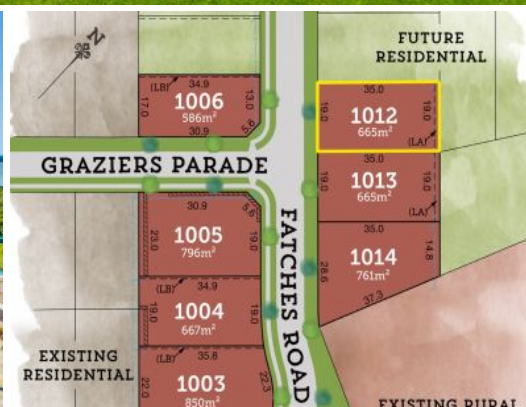 N
FUTURE
RESIDENTIAL
(LB)
34.9
17.0
1006
586m²
13.0
5.6
30.9
35.0
19.0
1012
665m²
19.0
(LA)
GRAZIERS PARADE
35.0
19.0
1013
665m²
19.0
(LA)
30.9
5.6
23.0
1005
796m²
19.0
FATCHES ROAD
35.0
28.6
1014
761m²
14.8
37.3
(LB)
34.9
19.0
1004
667m²
19.0
EXISTING
RESIDENTIAL
(LB)
35.8
22.0
1003
850m²
22.3
EXISTING RURAL